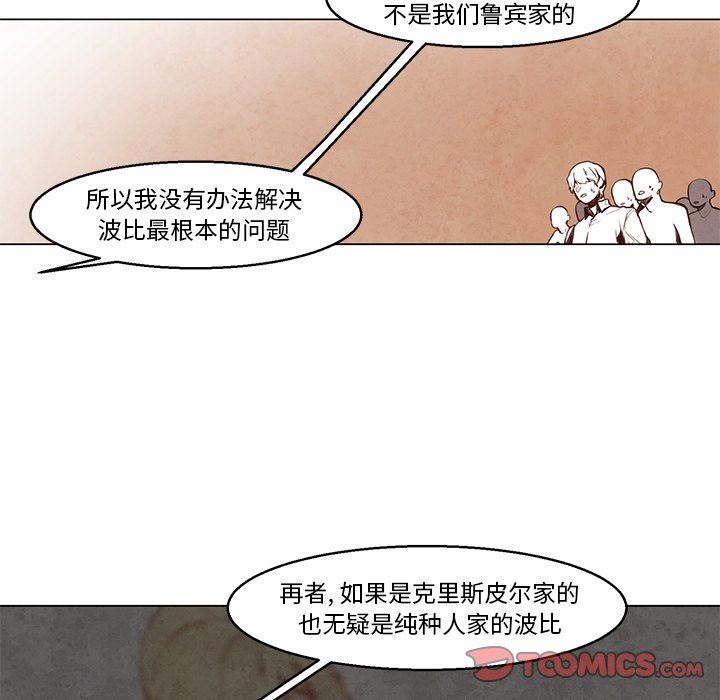 不是我们鲁宾家的
所以我没有办法解决
波比最根本的问题
再者, 如果是克里斯皮尔家的
也无疑是纯种人家的波比
TOOMICS.COM